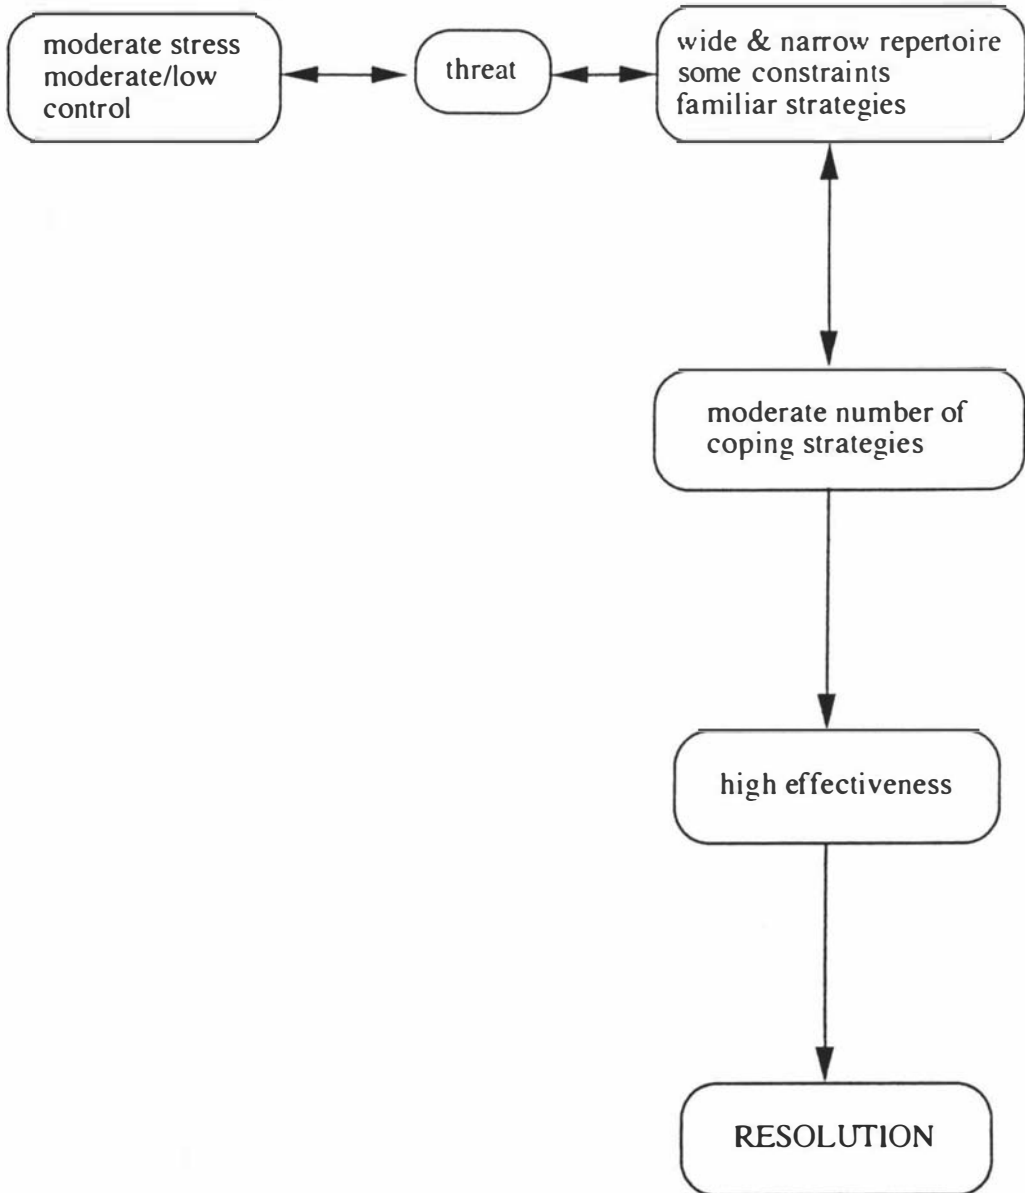 moderate stress
moderate/low
control
threat
wide & narrow repertoire
some constraints
familiar strategies
moderate number of
coping strategies
high effectiveness
RESOLUTION